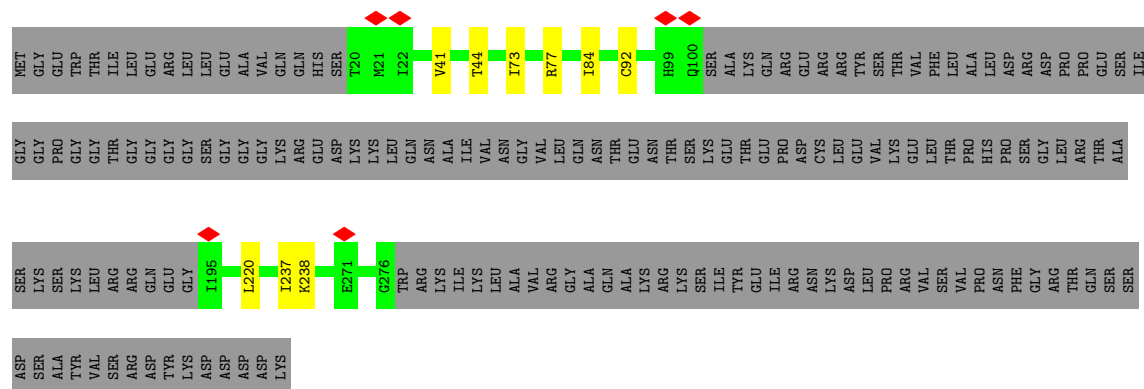 MET GLY GLU TRP THR ILE LEU GLU ARG LEU LEU GLU ALA VAL GLN GLN HIS SER T20 M21 I22 V41 T44 I73 R77 I84 C92 H99 Q100 SER ALA LYS GLN ARG GLU ARG ARG TYR SER THR VAL PHE LEU ALA LEU ASP ARG ASP PRO PRO GLU SER ILE
GLY GLY PRO GLY GLY THR GLY GLY GLY GLY SER GLY GLY GLY LYS ARG GLU ASP LYS LYS LEU GLN ASN ALA ILE VAL ASN GLY VAL LEU GLN ASN THR GLU ASN THR SER LYS GLU THR GLU PRO ASP CYS LEU GLU VAL LYS GLU LEU THR PRO HIS PRO SER GLY LEU ARG THR ALA
SER LYS SER LYS LEU ARG ARG GLN GLU GLY I195 L220 I237 K238 E271 G276 TRP ARG LYS ILE LYS LEU ALA VAL ARG GLY ALA GLN ALA LYS ARG LYS SER ILE TYR GLU ILE ARG ASN LYS ASP LEU PRO ARG VAL SER VAL PRO ASN PHE GLY ARG THR GLN SER SER
ASP SER ALA TYR VAL SER ARG ASP TYR LYS ASP ASP ASP ASP LYS